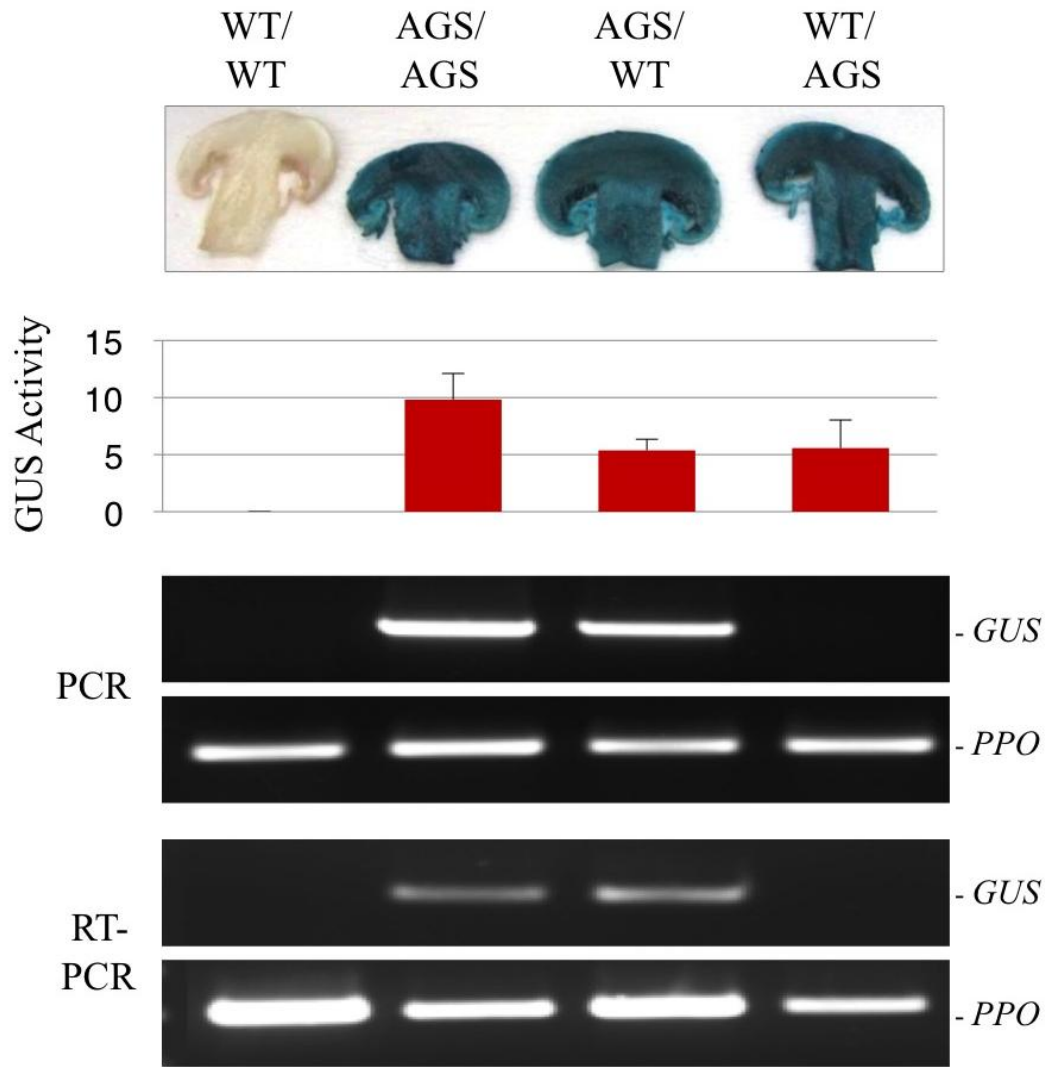 WT/
WT
AGS/
AGS
AGS/
WT
WT/
AGS
GUS Activity
15
10
5
0
PCR
- GUS
- PPO
RT-
PCR
- GUS
- PPO